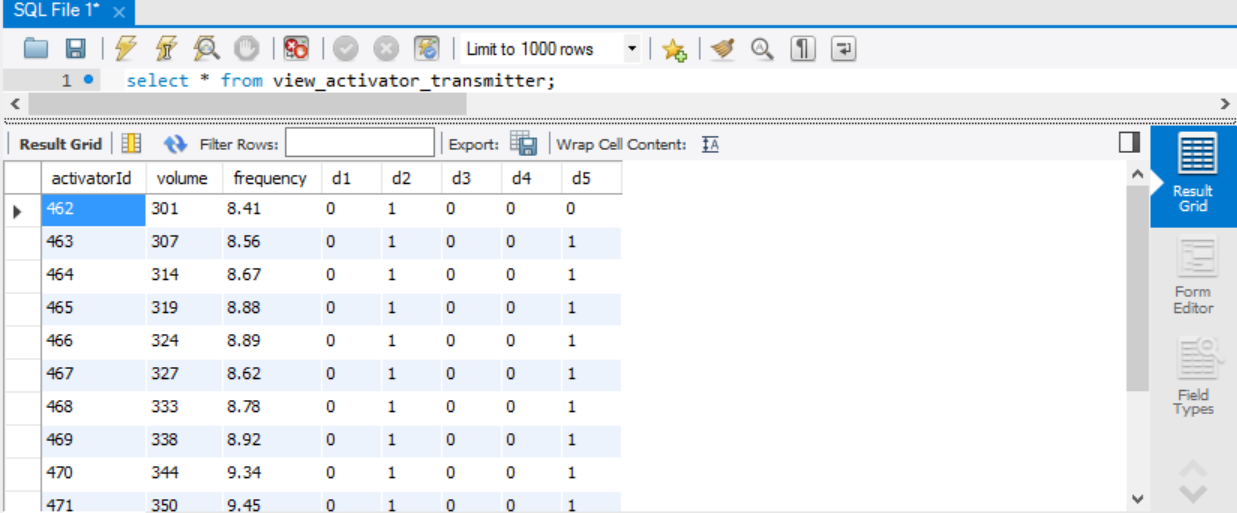 SQL File 1* ×
Limit to 1000 rows
1 select * from view_activator_transmitter;
Result Grid Filter Rows: Export: Wrap Cell Content: IA
activatorId volume frequency d1 d2 d3 d4 d5
462 301 8.41 0 1 0 0 0
463 307 8.56 0 1 0 0 1
464 314 8.67 0 1 0 0 1
465 319 8.88 0 1 0 0 1
466 324 8.89 0 1 0 0 1
467 327 8.62 0 1 0 0 1
468 333 8.78 0 1 0 0 1
469 338 8.92 0 1 0 0 1
470 344 9.34 0 1 0 0 1
471 350 9.45 0 1 0 0 1
Result
Grid
Form
Editor
Field
Types